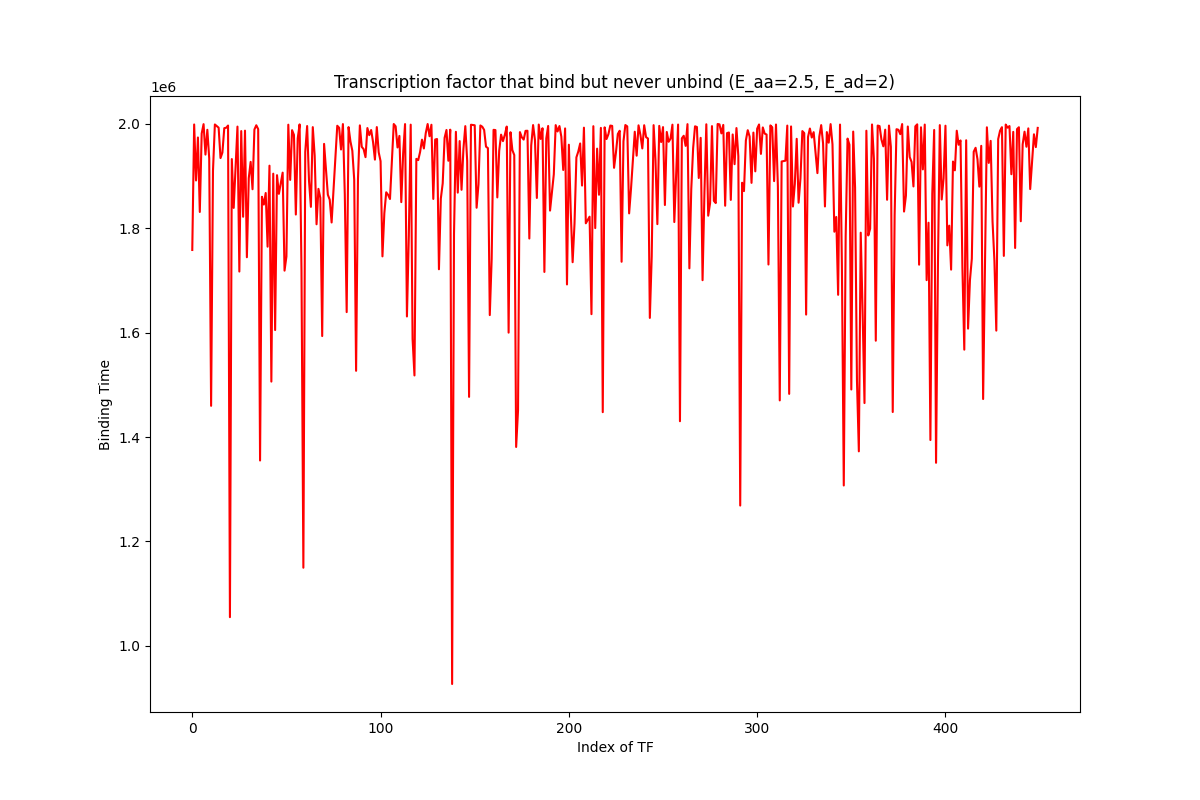 Transcription factor that bind but never unbind (E_aa=2.5, E_ad=2)
1e6
2.0
1.8
1.6
1.4
1.2
1.0
Binding Time
0 100 200 300 400
Index of TF